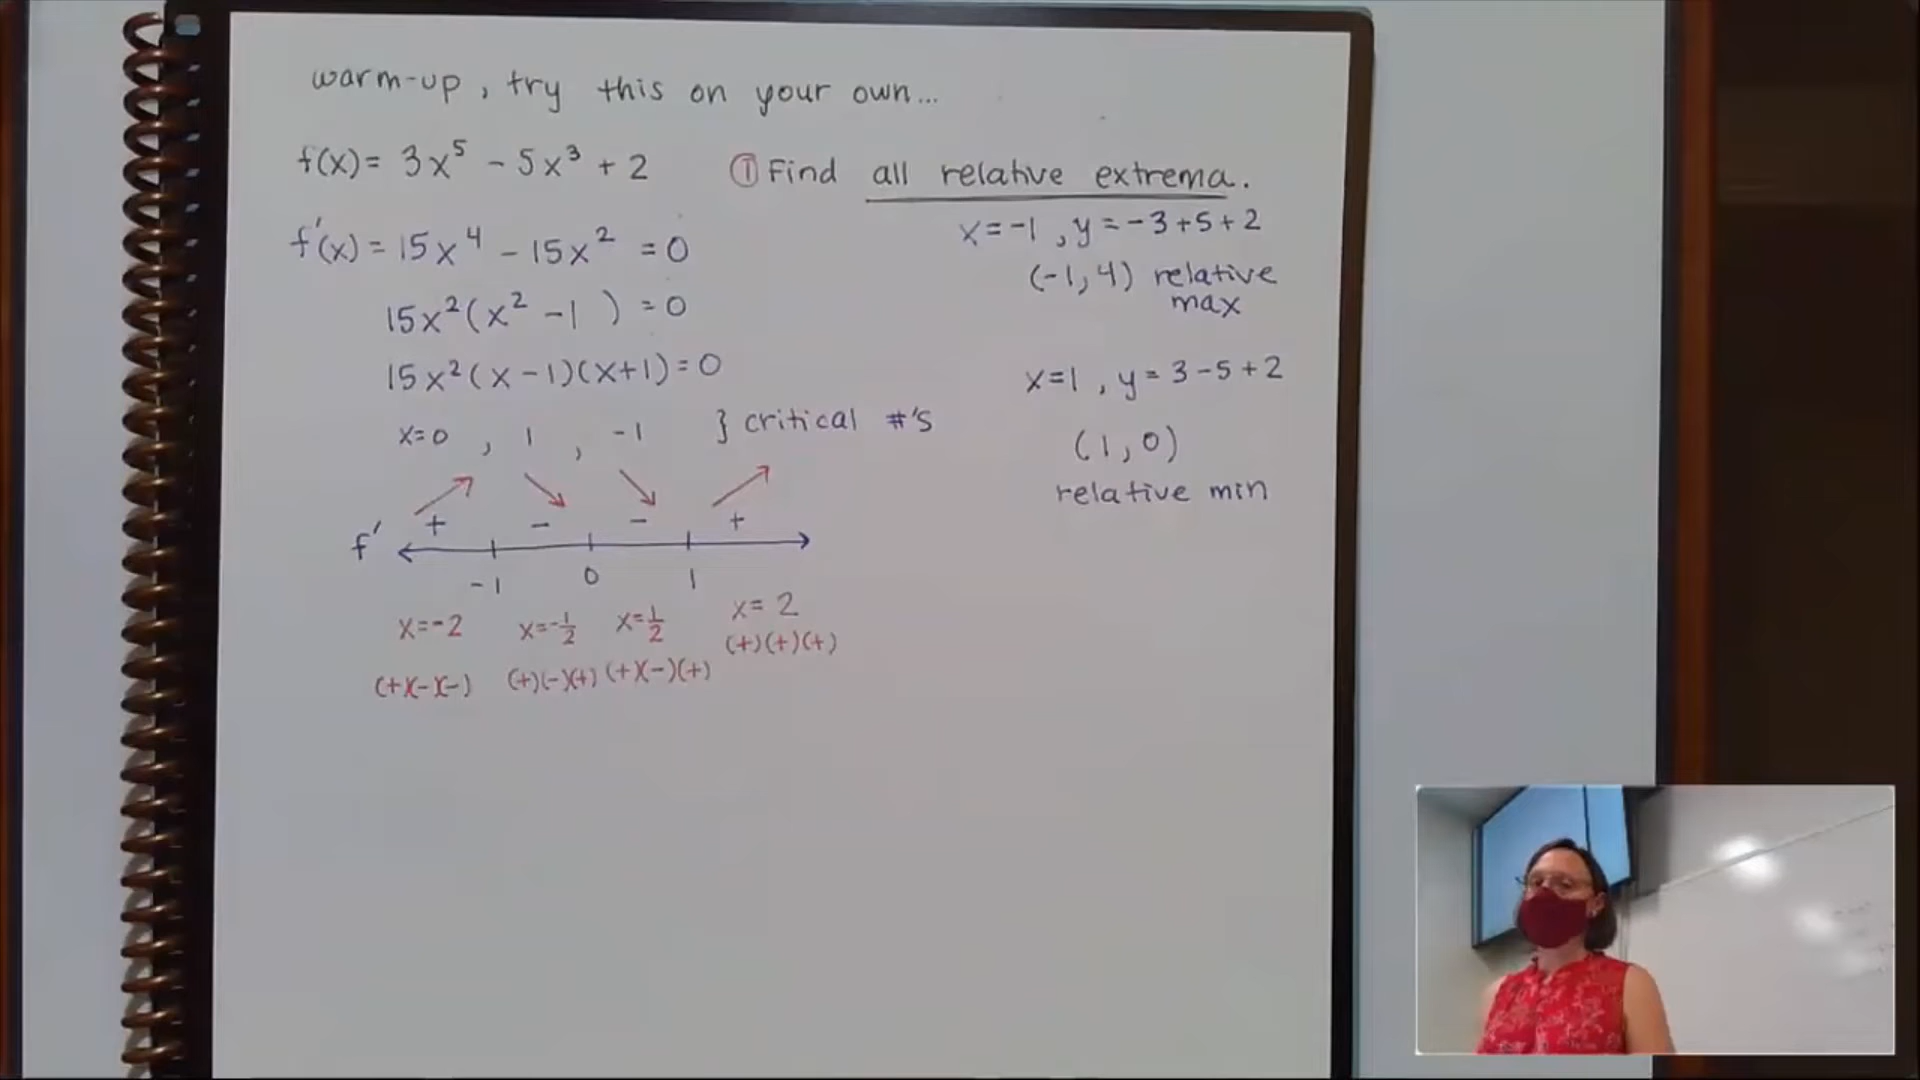 warm-up, try this on your own...
f(x) = 3x⁵ - 5x³ + 2
① Find all relative extrema.
f'(x) = 15x⁴ - 15x² = 0
15x²(x² - 1) = 0
15x²(x - 1)(x + 1) = 0
x = 0 , 1 , -1 } critical #'s
f' + - - +
-1 0 1
x = -2 x = -1/2 x = 1/2 x = 2
(+)(-)(-) (+)(-)(+) (+)(-)(+) (+)(+)(+)
x = -1 , y = -3 + 5 + 2
(-1, 4) relative
max
x = 1 , y = 3 - 5 + 2
(1, 0)
relative min